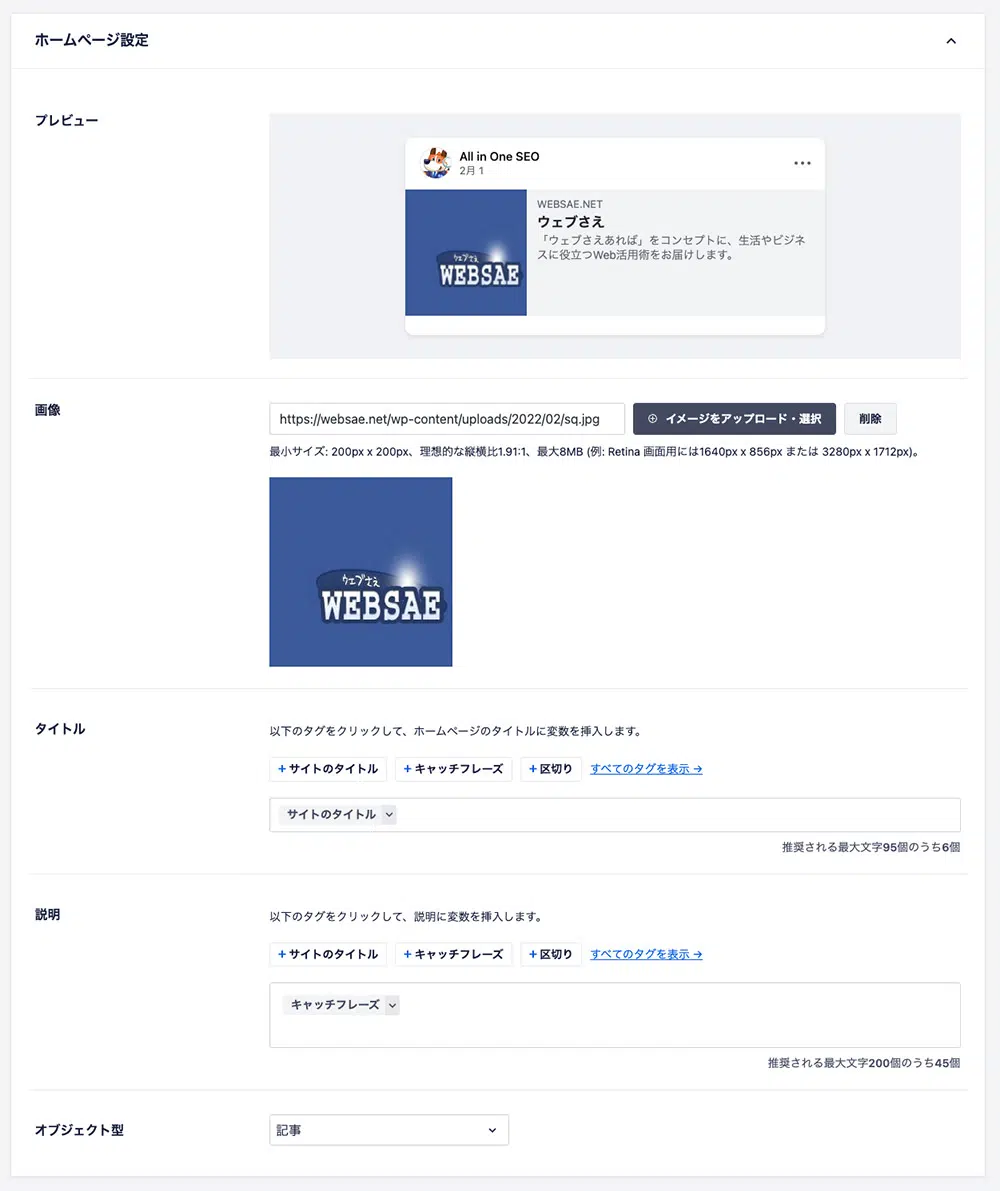 ホームページ設定
プレビュー
All in One SEO
2月 1
WEBSAE.NET
ウェブさえ
「ウェブさえあれば」をコンセプトに、生活やビジネ
スに役立つWeb活用術をお届けします。
ウェブさえ
WEBSAE
画像
https://websae.net/wp-content/uploads/2022/02/sq.jpg
イメージをアップロード・選択
削除
最小サイズ: 200px x 200px、理想的な縦横比1.91:1、最大8MB (例: Retina 画面用には1640px x 856px または 3280px x 1712px)。
ウェブさえ
WEBSAE
タイトル
以下のタグをクリックして、ホームページのタイトルに変数を挿入します。
+ サイトのタイトル + キャッチフレーズ + 区切り すべてのタグを表示 →
サイトのタイトル
推奨される最大文字95個のうち6個
説明
以下のタグをクリックして、説明に変数を挿入します。
+ サイトのタイトル + キャッチフレーズ + 区切り すべてのタグを表示 →
キャッチフレーズ
推奨される最大文字200個のうち45個
オブジェクト型
記事